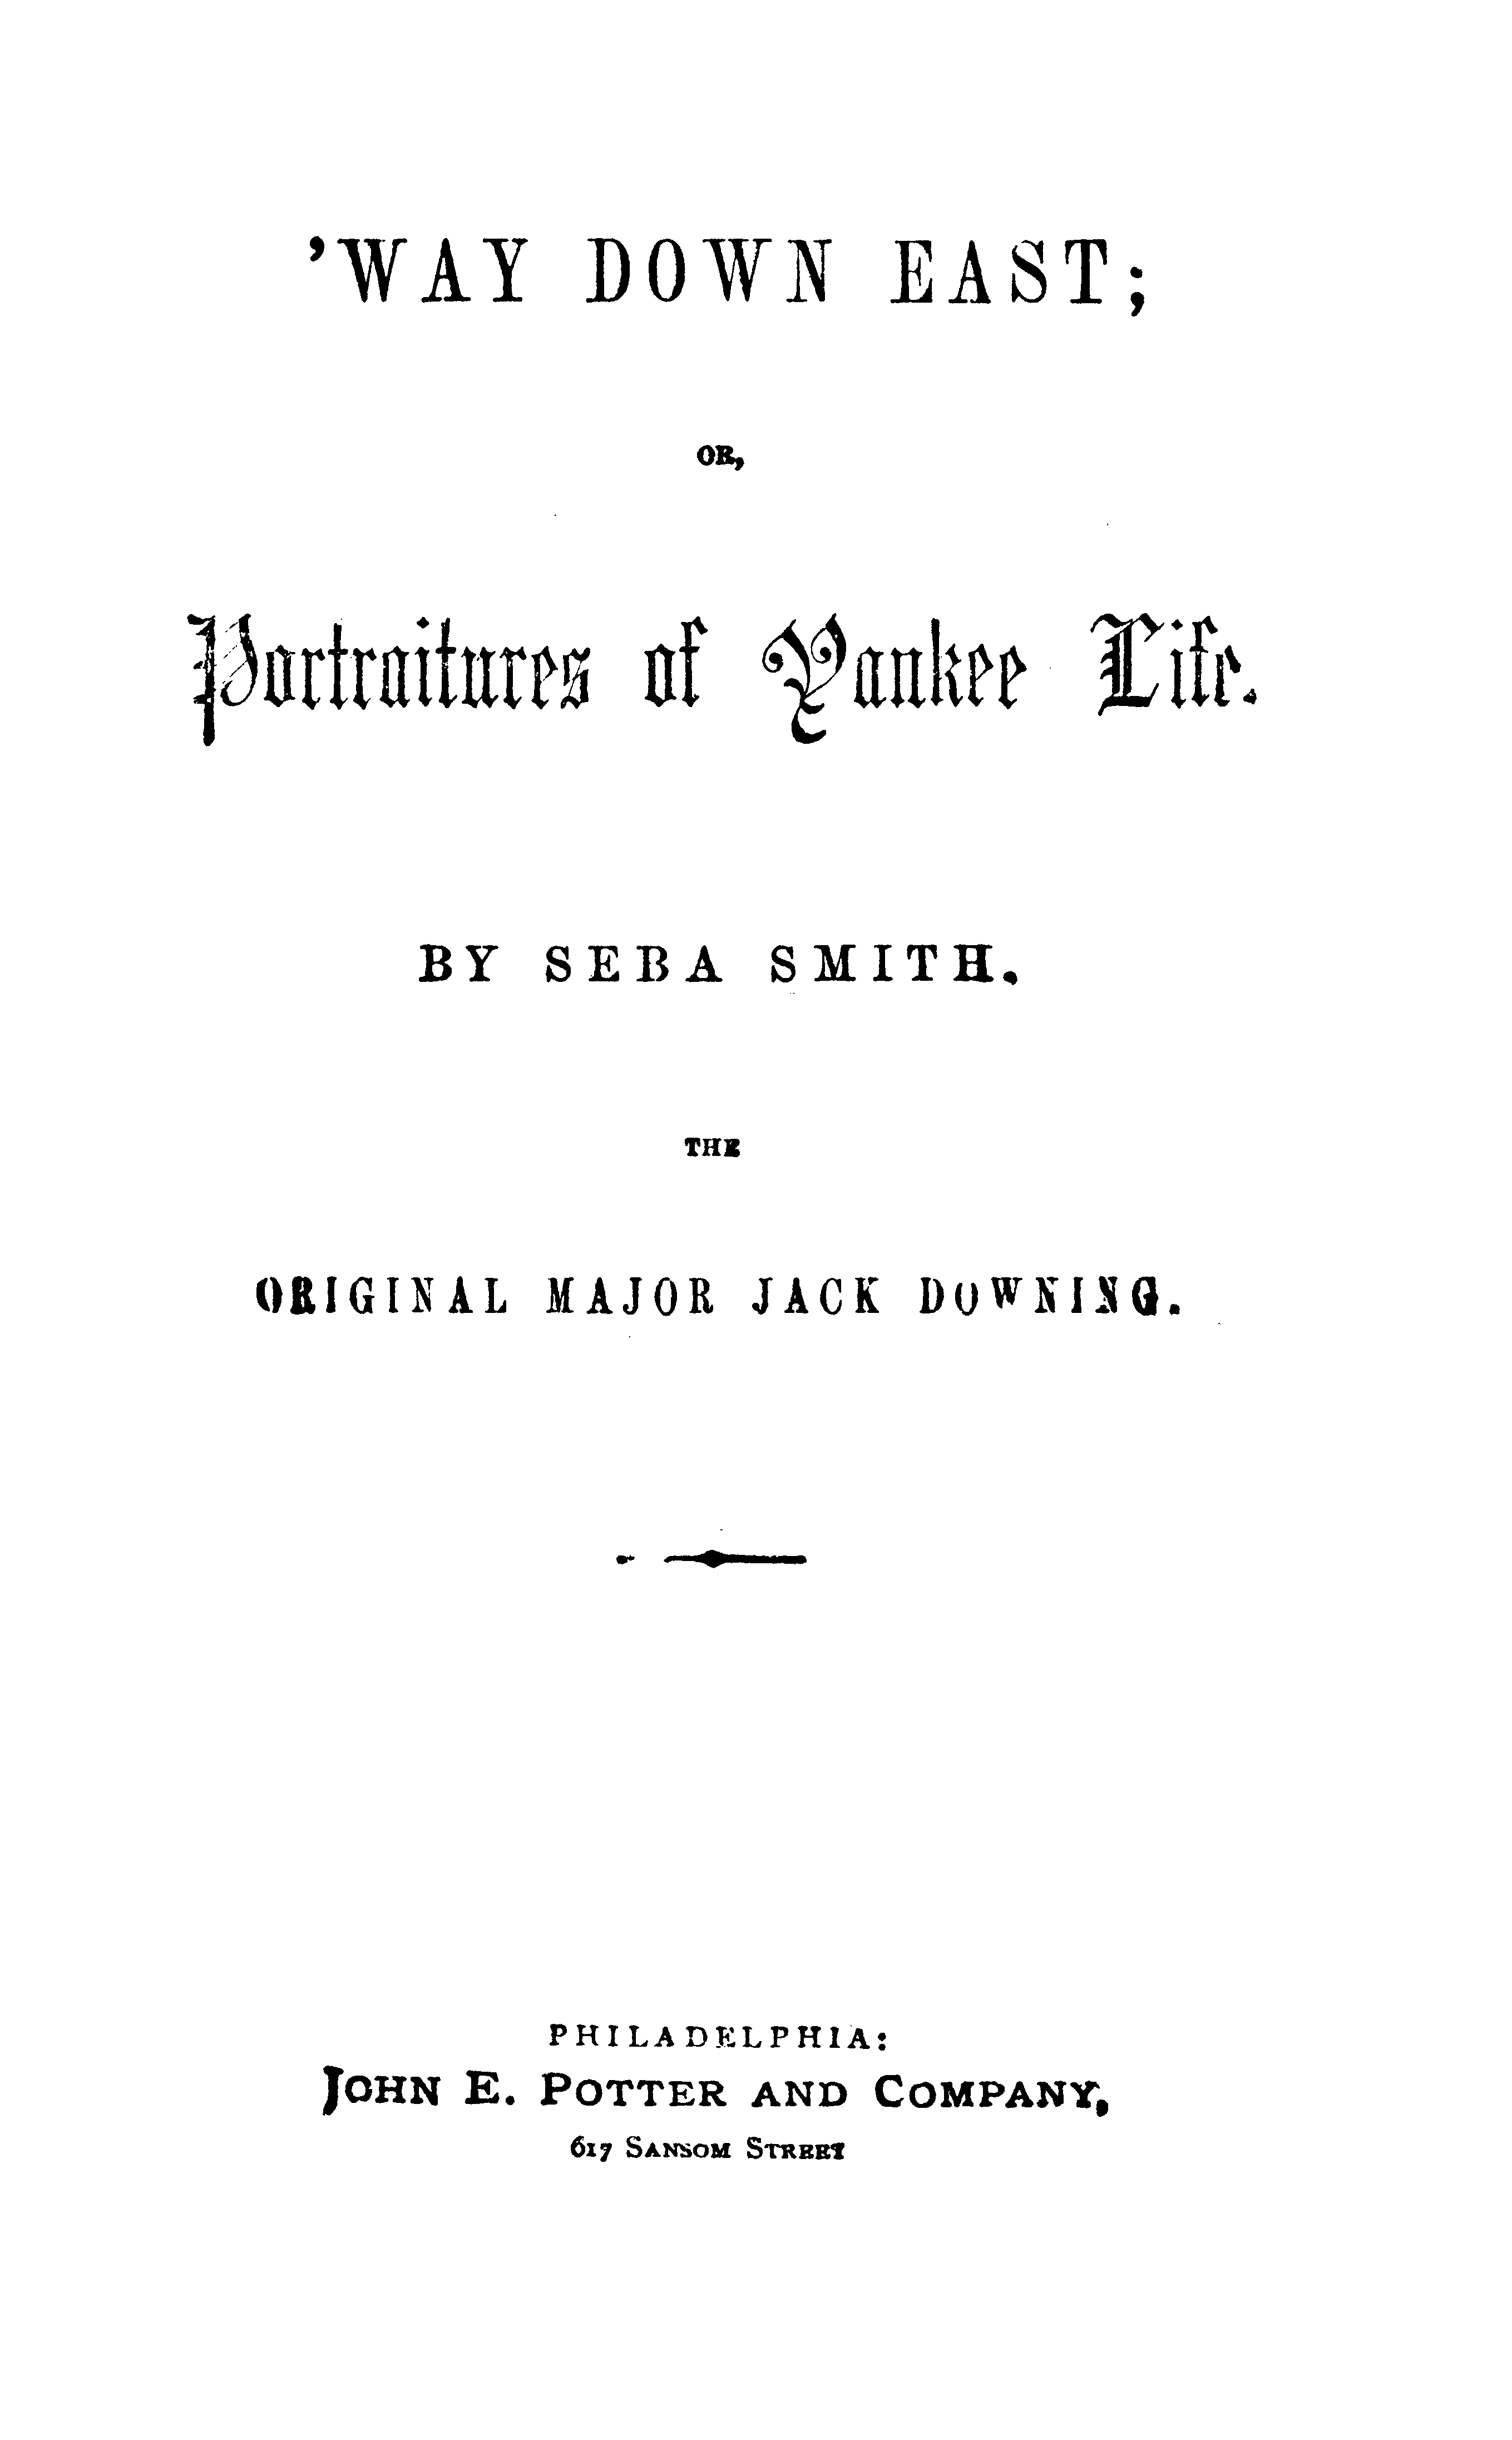 ’WAY DOWN EAST;
OR,
Portraitures of Yankee Life.
BY SEBA SMITH.
THE
ORIGINAL MAJOR JACK DOWNING.
PHILADELPHIA:
JOHN E. POTTER AND COMPANY,
617 SANSOM STREET